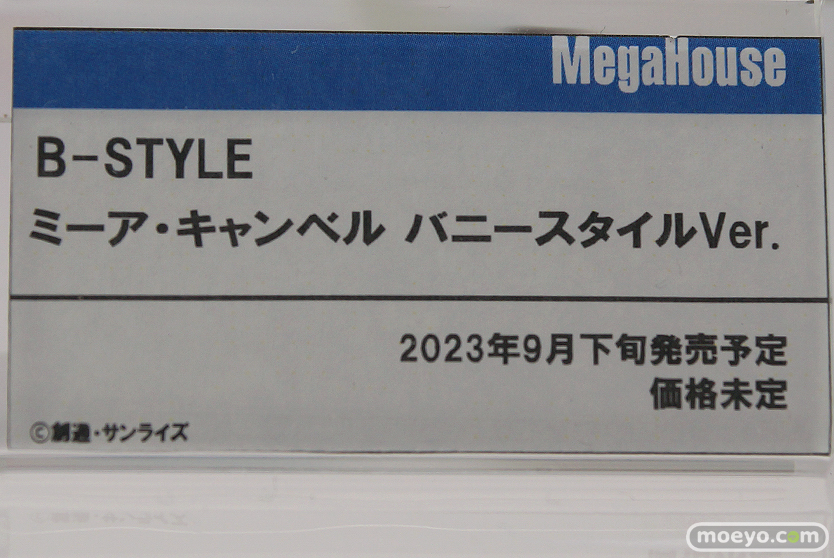 MegaHouse
B-STYLE
ミーア・キャンベル バニースタイルVer.
2023年9月下旬発売予定
価格未定
©創通・サンライズ
moeyo.com